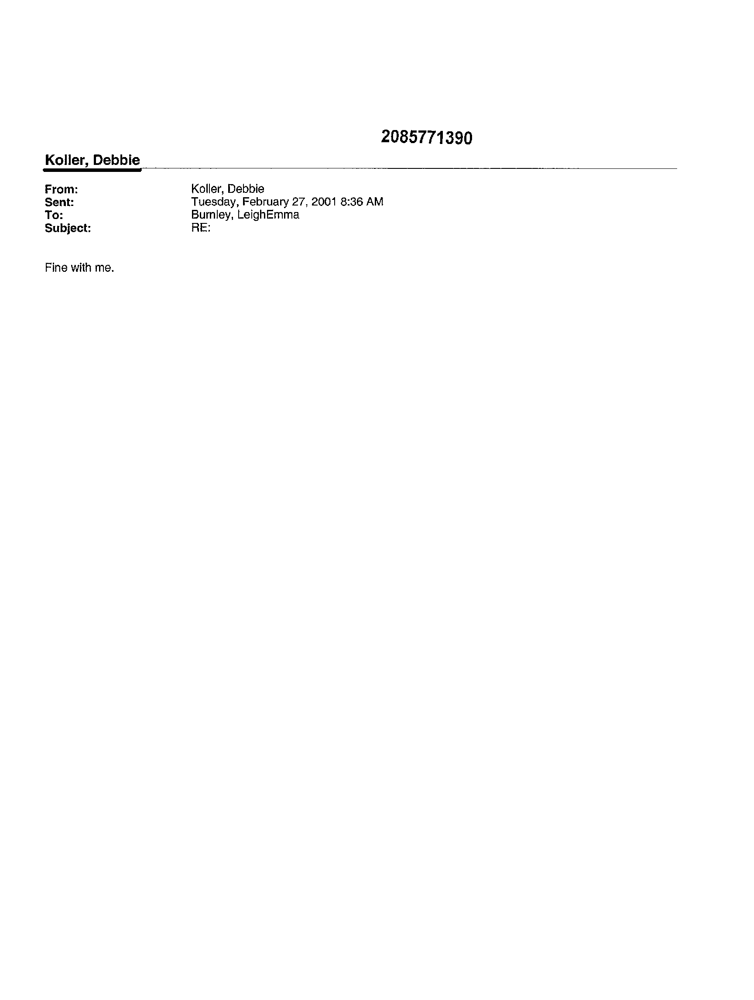 2085771390
Koller, Debbie
From: Koller, Debbie
Sent: Tuesday, February 27, 2001 8:36 AM
To: Burnley, LeighEmma
Subject: RE:
Fine with me.